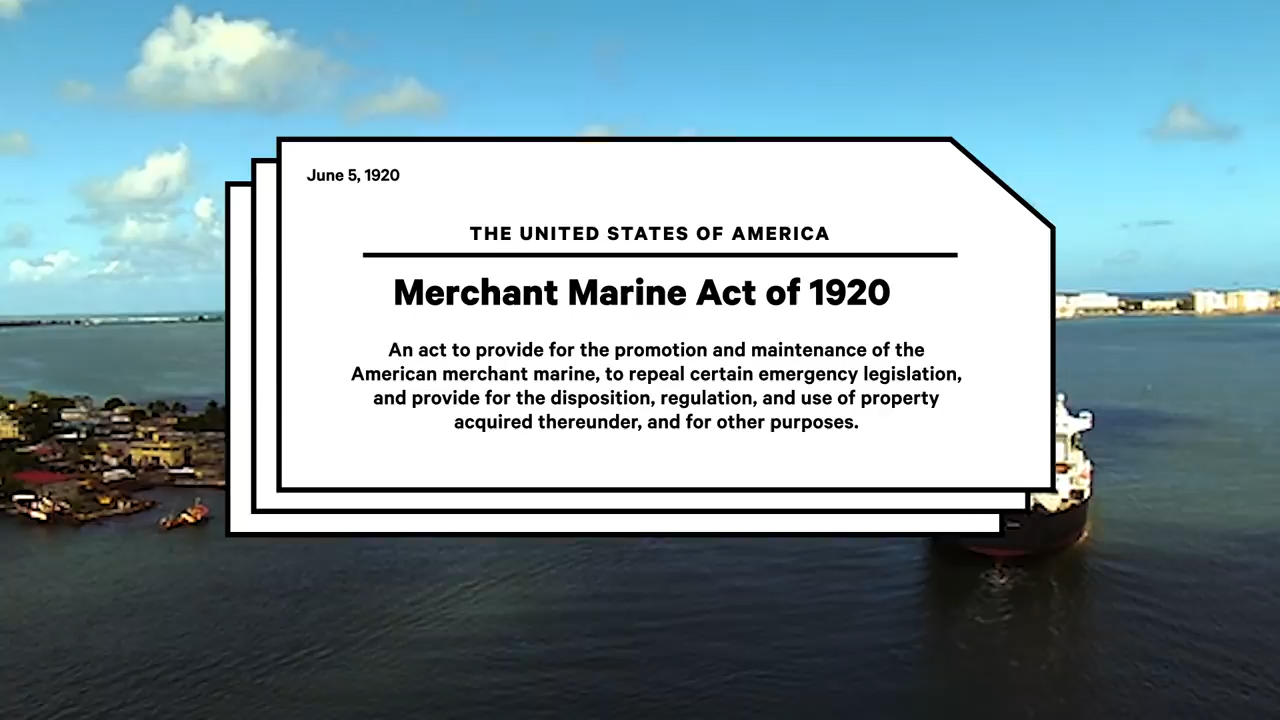 June 5, 1920
THE UNITED STATES OF AMERICA
Merchant Marine Act of 1920
An act to provide for the promotion and maintenance of the
American merchant marine, to repeal certain emergency legislation,
and provide for the disposition, regulation, and use of property
acquired thereunder, and for other purposes.